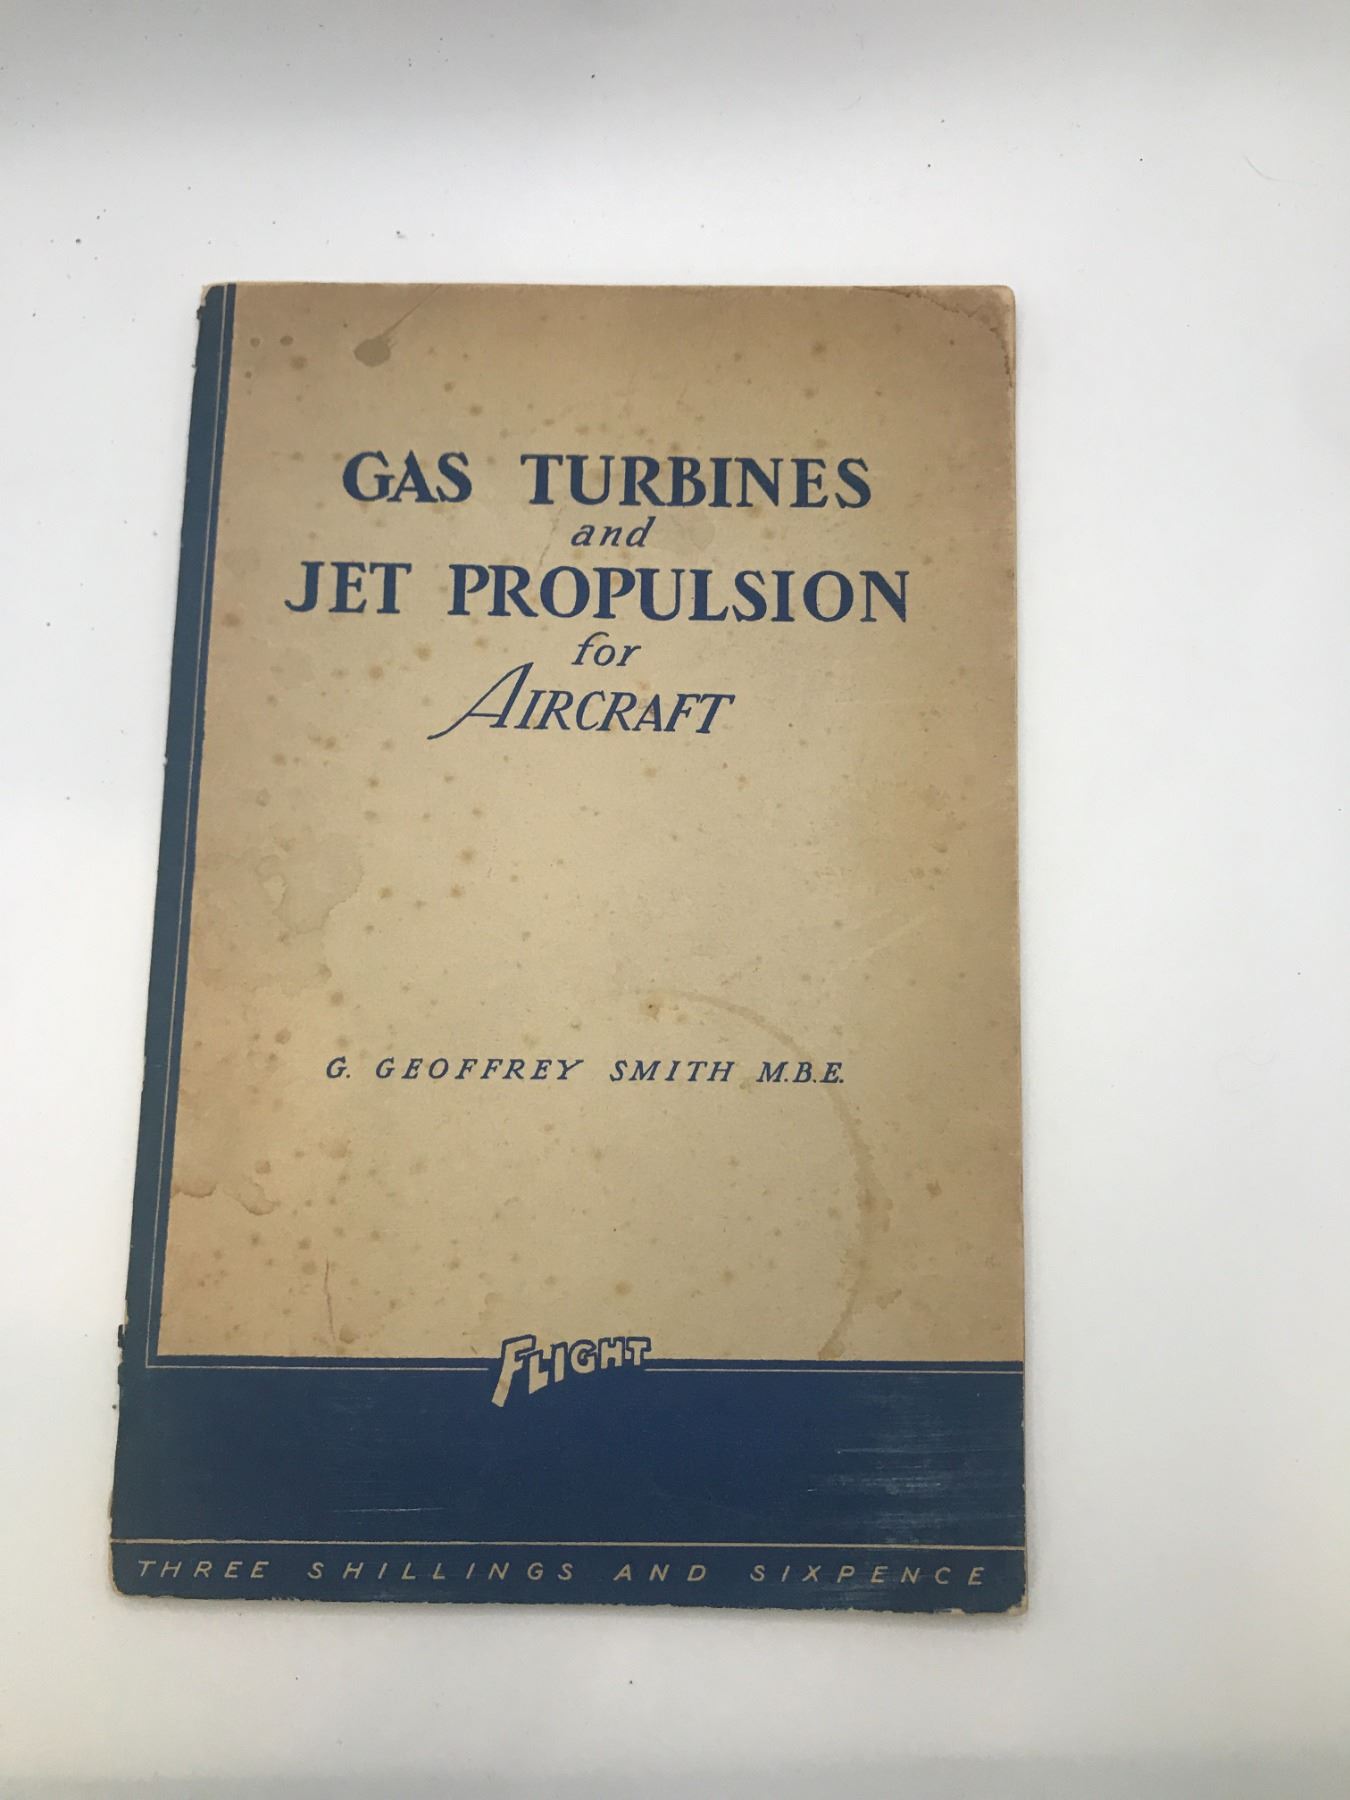 GAS TURBINES
and
JET PROPULSION
for
AIRCRAFT
G. GEOFFREY SMITH M.B.E.
FLIGHT
THREE SHILLINGS AND SIXPENCE